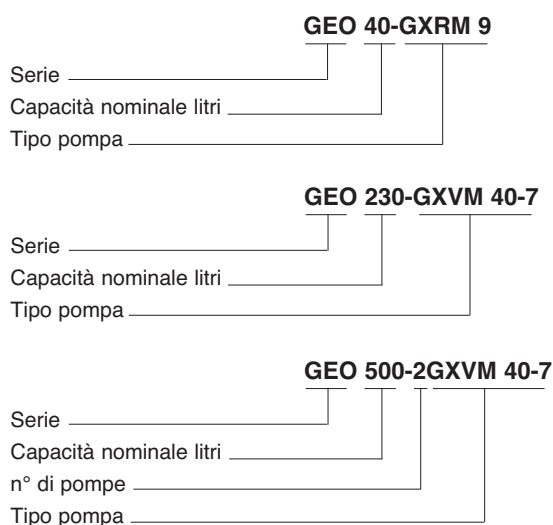 GEO 40-GXRM 9
Serie
Capacità nominale litri
Tipo pompa
GEO 230-GXVM 40-7
Serie
Capacità nominale litri
Tipo pompa
GEO 500-2GXVM 40-7
Serie
Capacità nominale litri
n° di pompe
Tipo pompa